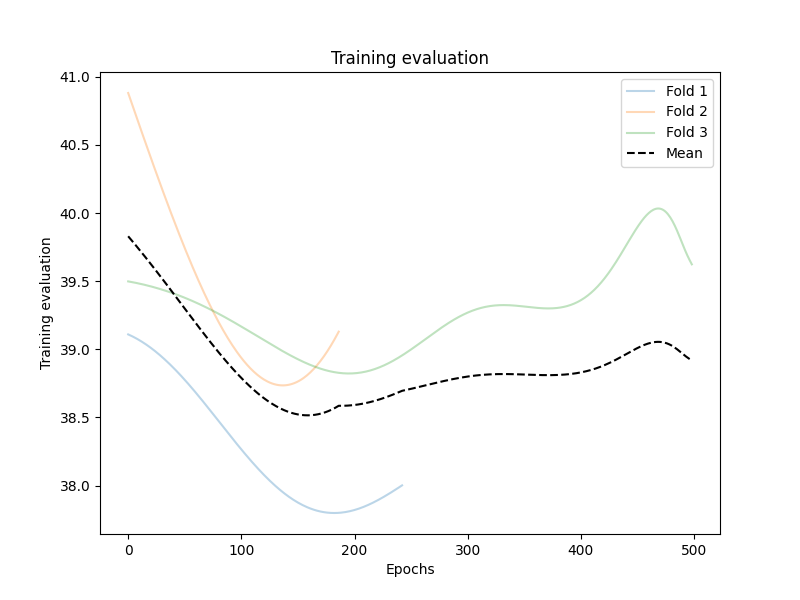 Training evaluation
Fold 1
Fold 2
Fold 3
Mean
Training evaluation
41.0
40.5
40.0
39.5
39.0
38.5
38.0
0 100 200 300 400 500
Epochs